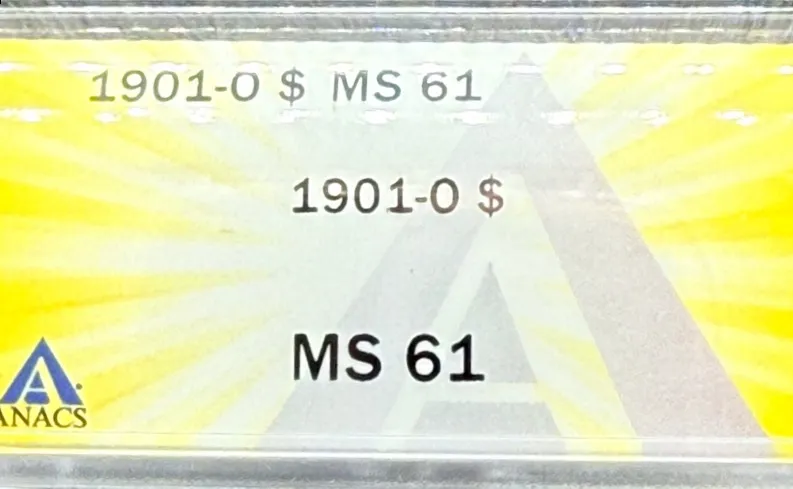 1901-O $ MS 61
1901-O $
MS 61
ANACS